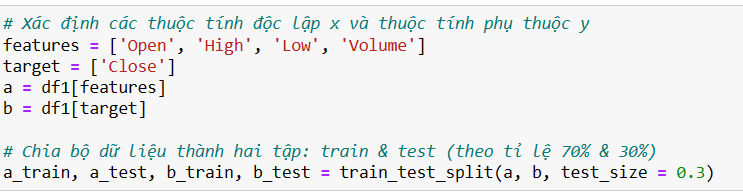 # Xác định các thuộc tính độc lập x và thuộc tính phụ thuộc y
features = ['Open', 'High', 'Low', 'Volume']
target = ['Close']
a = df1[features]
b = df1[target]

# Chia bộ dữ liệu thành hai tập: train & test (theo tỉ lệ 70% & 30%)
a_train, a_test, b_train, b_test = train_test_split(a, b, test_size = 0.3)